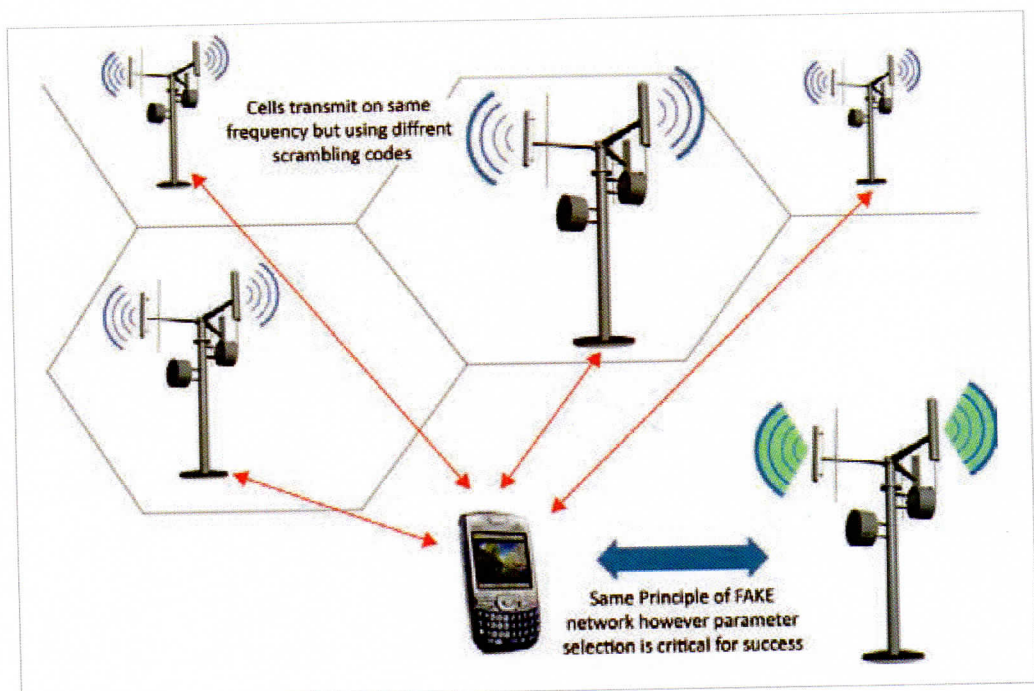 Cells transmit on same
frequency but using diffrent
scrambling codes
Same Principle of FAKE
network however parameter
selection is critical for success